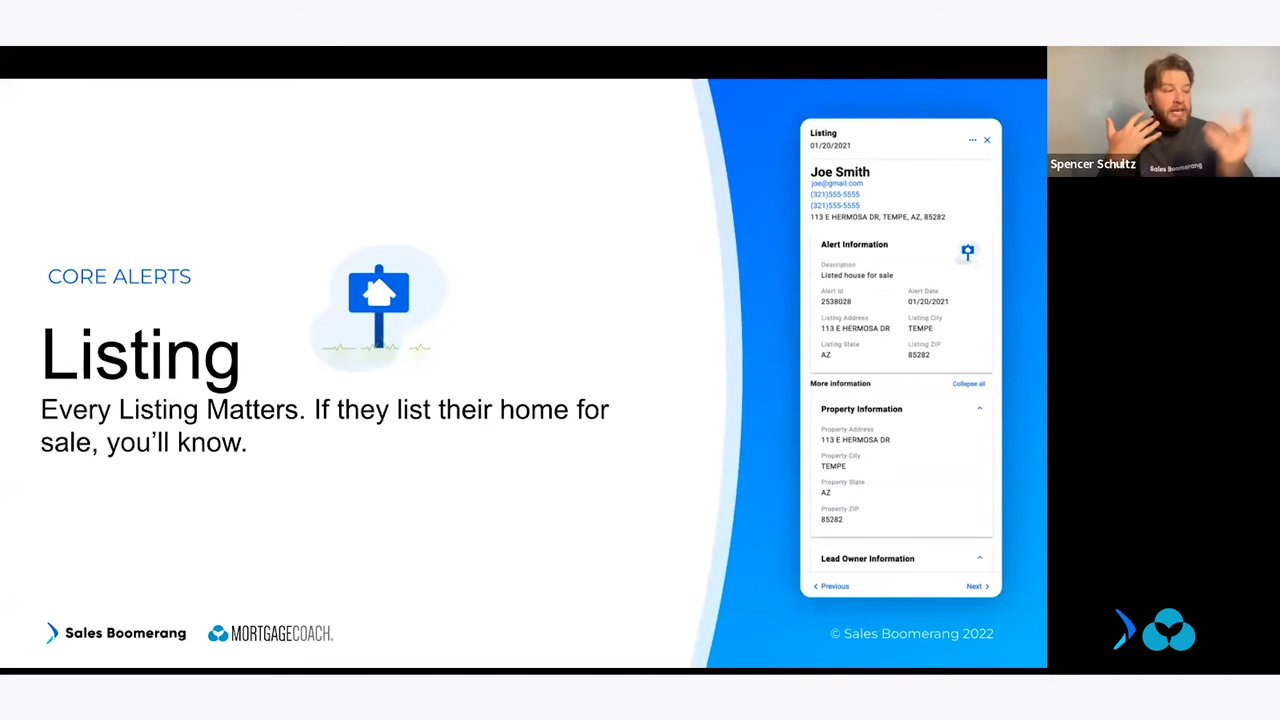 CORE ALERTS
Listing
Every Listing Matters. If they list their home for
sale, you'll know.
Sales Boomerang
MORTGAGECOACH.
Listing
01/20/2021
Joe Smith
joe@gmail.com
(321)555-5555
(321)555-5555
113 E HERMOSA DR, TEMPE, AZ, 85282
Alert Information
Description
Listed house for sale
Alert Id Alert Date
2538028 01/20/2021
Listing Address Listing City
113 E HERMOSA DR TEMPE
Listing State Listing ZIP
AZ 85282
More information Collapse all
Property Information
Property Address
113 E HERMOSA DR
Property City
TEMPE
Property State
AZ
Property ZIP
85282
Lead Owner Information
Previous Next
© Sales Boomerang 2022
Sales Boomerang
Spencer Schultz